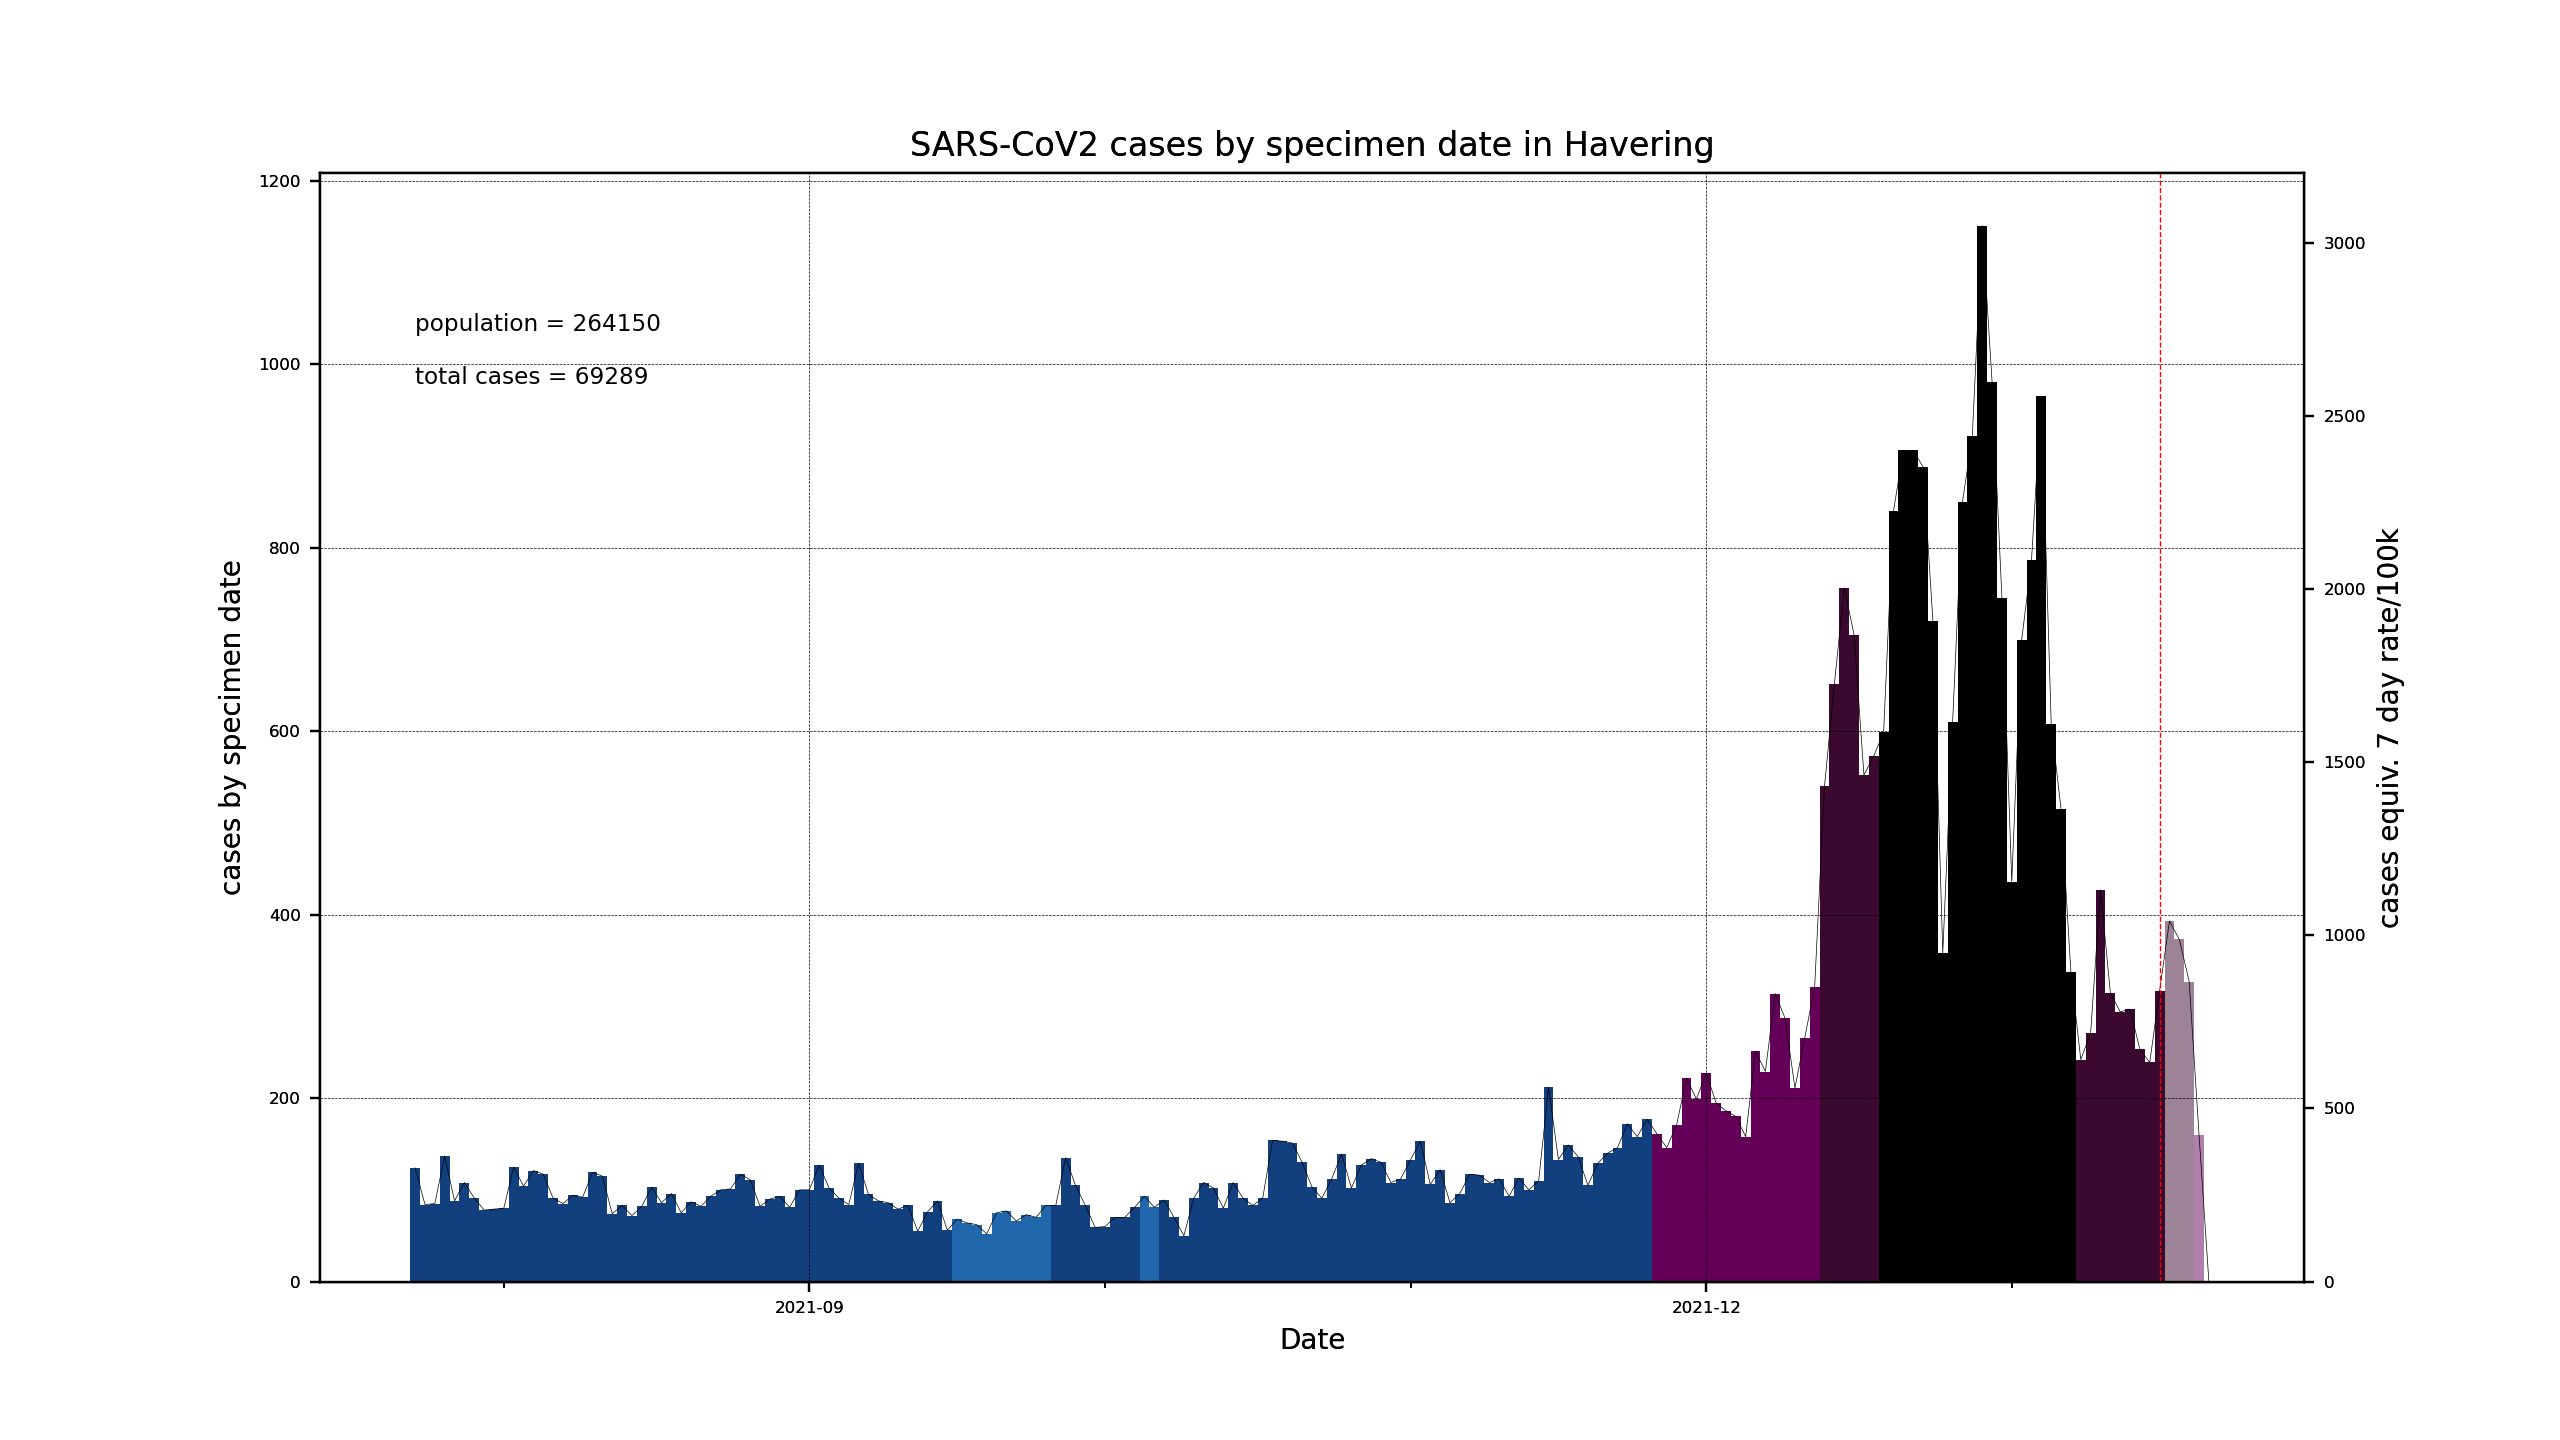 SARS-CoV2 cases by specimen date in Havering
population = 264150
total cases = 69289
cases by specimen date
1200
1000
800
600
400
200
0
3000
2500
2000
1500
1000
500
0
cases equiv. 7 day rate/100k
2021-09
2021-12
Date